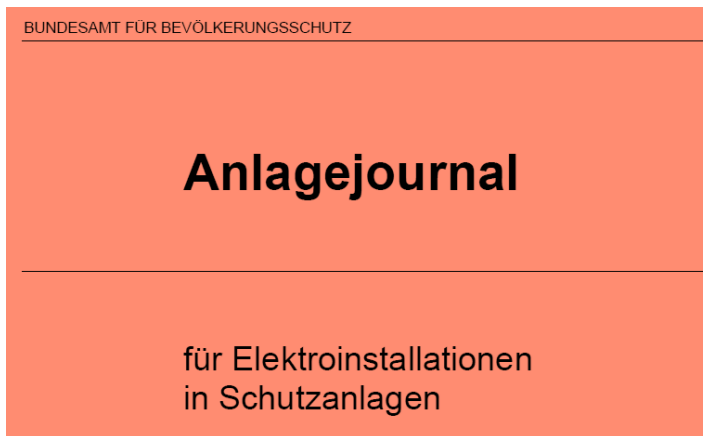 BUNDESAMT FÜR BEVÖLKERUNGSSCHUTZ
Anlagejournal
für Elektroinstallationen
in Schutzanlagen